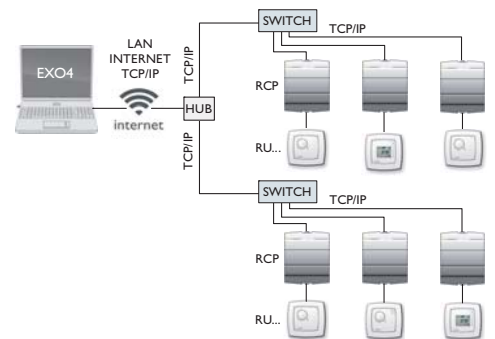 SWITCH
TCP/IP
LAN
INTERNET
TCP/IP
EXO4
TCP/IP
RCP
HUB
internet
RU...
TCP/IP
SWITCH
TCP/IP
RCP
RU...